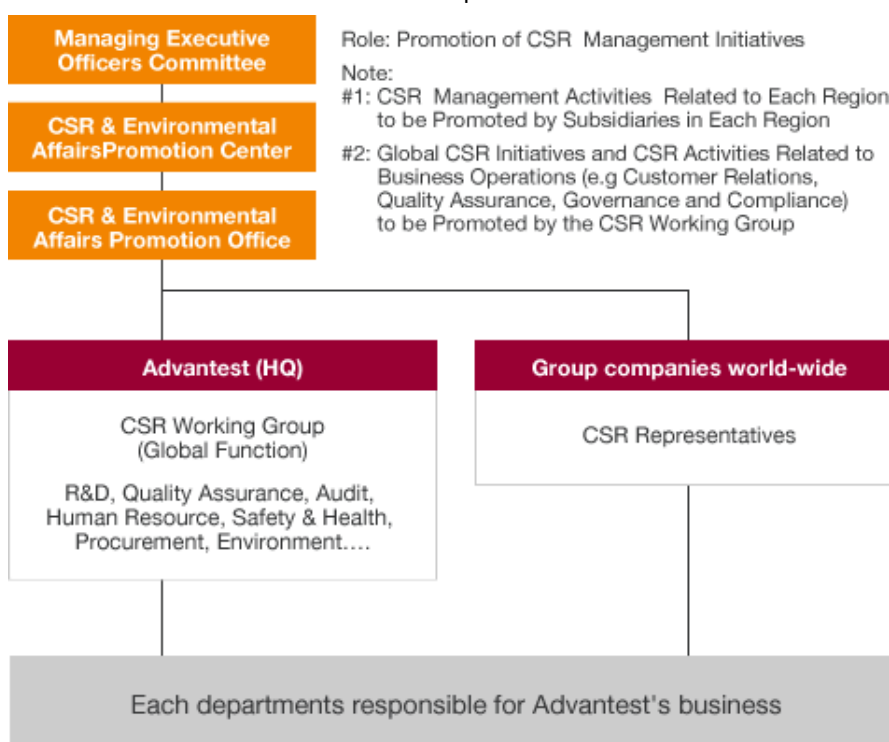 Managing Executive
Officers Committee
CSR & Environmental
AffairsPromotion Center
CSR & Environmental
Affairs Promotion Office
Role: Promotion of CSR Management Initiatives
Note:
#1: CSR Management Activities Related to Each Region
to be Promoted by Subsidiaries in Each Region
#2: Global CSR Initiatives and CSR Activities Related to
Business Operations (e.g Customer Relations,
Quality Assurance, Governance and Compliance)
to be Promoted by the CSR Working Group
Advantest (HQ)
CSR Working Group
(Global Function)
R&D, Quality Assurance, Audit,
Human Resource, Safety & Health,
Procurement, Environment....
Group companies world-wide
CSR Representatives
Each departments responsible for Advantest's business